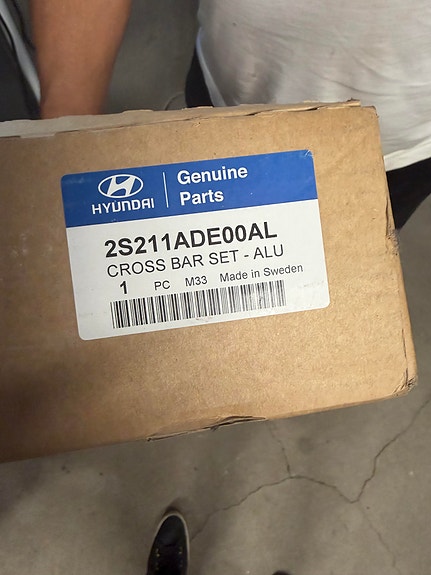 HYUNDAI
Genuine
Parts
2S211ADE00AL
CROSS BAR SET - ALU
1 PC M33 Made in Sweden